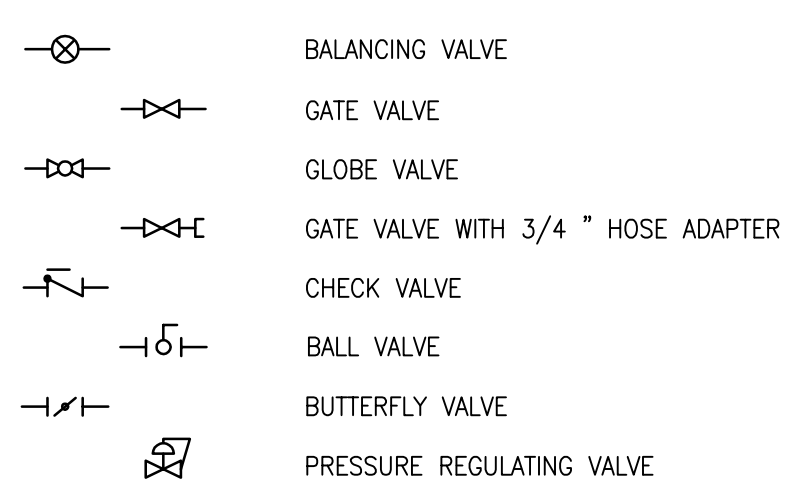 BALANCING VALVE
GATE VALVE
GLOBE VALVE
GATE VALVE WITH 3/4 " HOSE ADAPTER
CHECK VALVE
BALL VALVE
BUTTERFLY VALVE
PRESSURE REGULATING VALVE